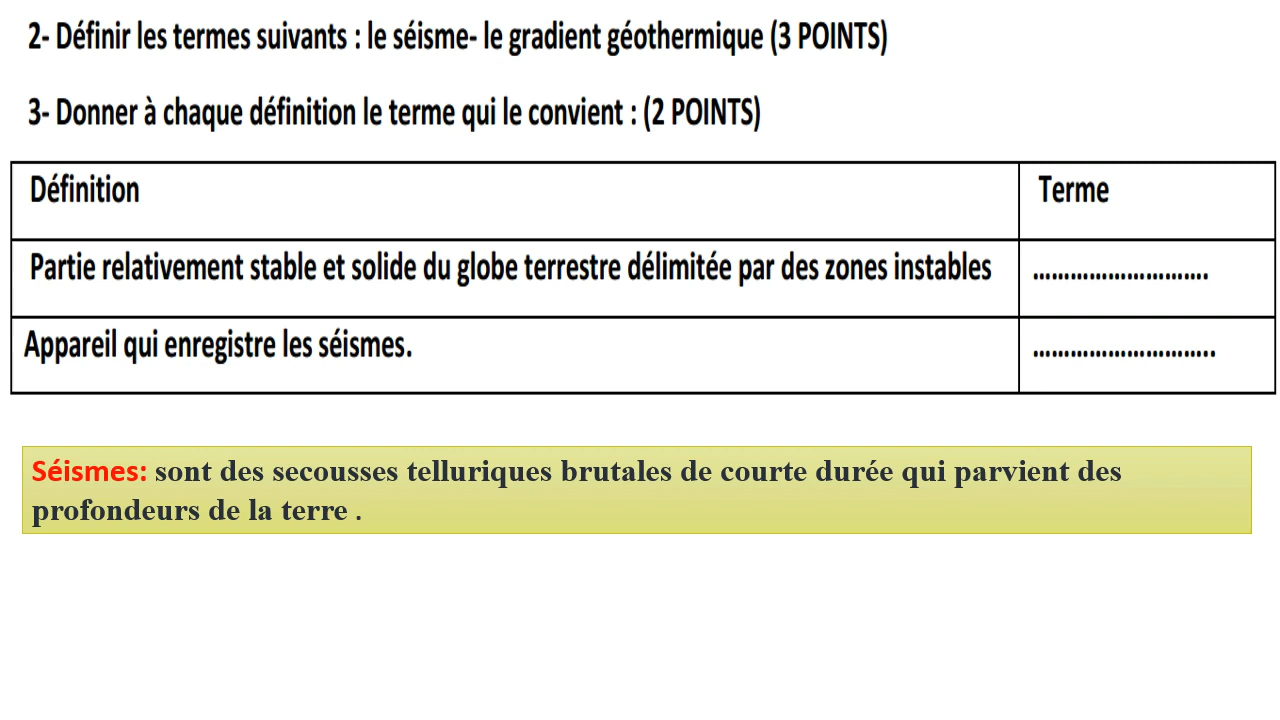 2- Définir les termes suivants : le séisme- le gradient géothermique (3 POINTS)
3- Donner à chaque définition le terme qui le convient : (2 POINTS)
Définition
Terme
Partie relativement stable et solide du globe terrestre délimitée par des zones instables
……………………….
Appareil qui enregistre les séismes.
………………………..
Séismes: sont des secousses telluriques brutales de courte durée qui parvient des
profondeurs de la terre .